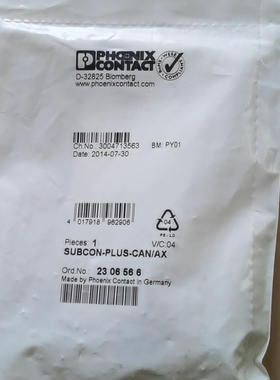 PHOENIX
CONTACT
WEEE
COMPLIANT
D-32825 Blomberg
www.phoenixcontact.com
Ch.No.: 3004713563 BM: PY01
Date: 2014-07-30
4 017918 962906
04
PE-LD
Pieces: 1 V/C:04
SUBCON-PLUS-CAN/AX
Ord.No.: 23 06 56 6
Made by Phoenix Contact in Germany